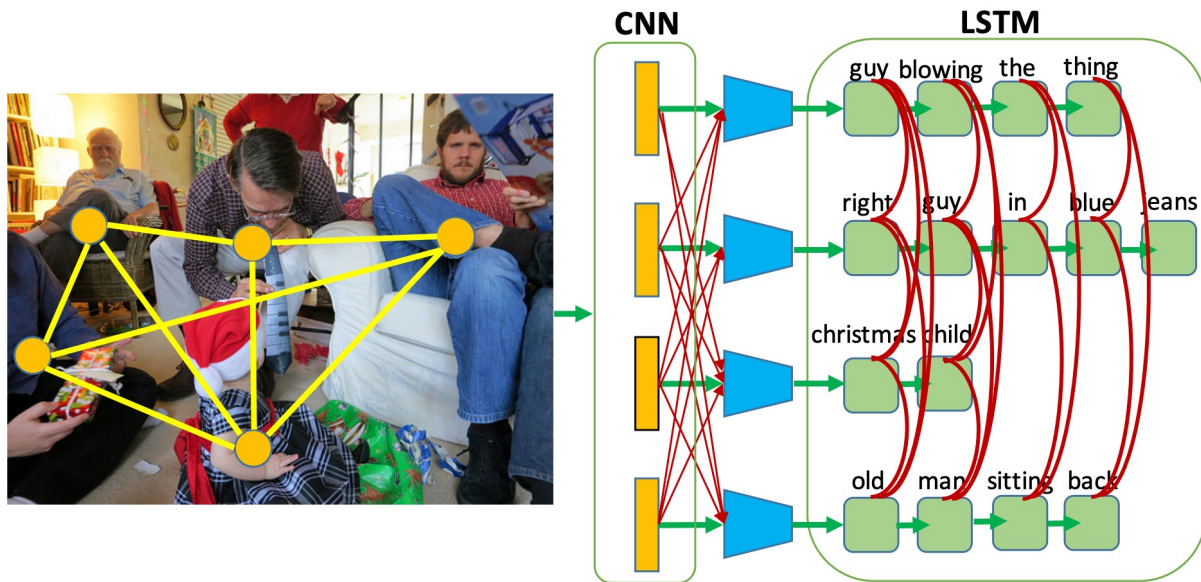 CNN
LSTM
guy blowing the thing
right guy in blue jeans
christmas child
old man sitting back